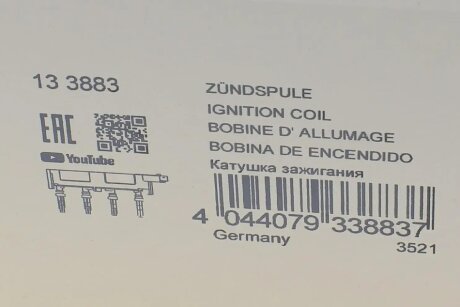 13 3883
EAC
YouTube
ZÜNDSPULE
IGNITION COIL
BOBINE D' ALLUMAGE
BOBINA DE ENCENDIDO
Катушка зажигания
4 044079 338837
Germany
3521